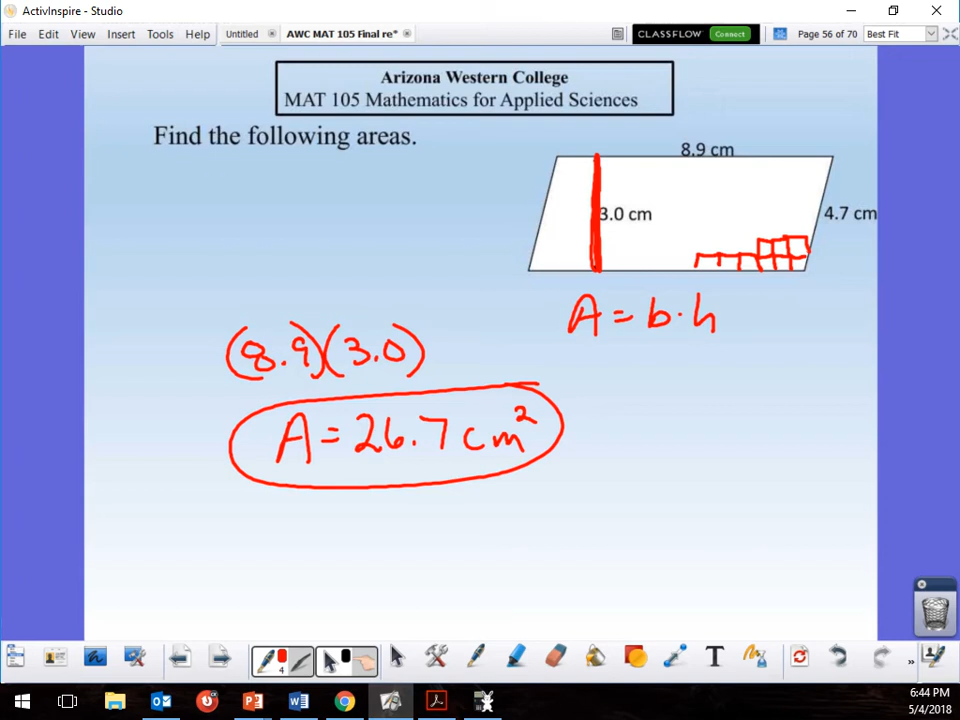 ActivInspire - Studio
File Edit View Insert Tools Help Untitled AWC MAT 105 Final re* CLASSFLOW Connect Page 56 of 70 Best Fit
Arizona Western College
MAT 105 Mathematics for Applied Sciences
Find the following areas.
8.9 cm
3.0 cm
4.7 cm
A = b · h
(8.9)(3.0)
A = 26.7 cm²
4
T
»
6:44 PM
5/4/2018